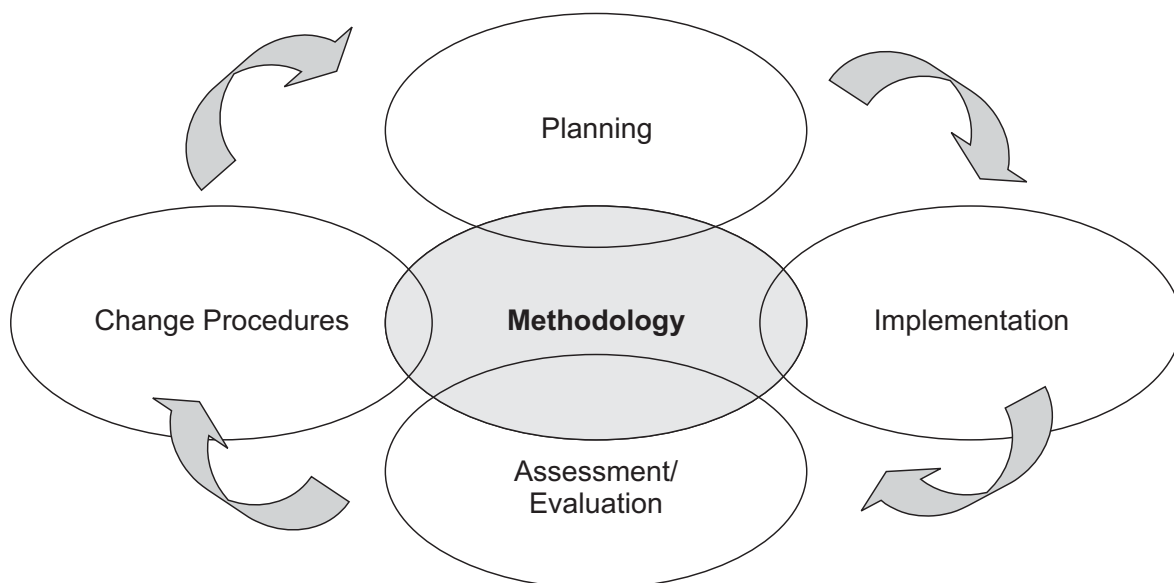 Planning
Change Procedures
Methodology
Implementation
Assessment/
Evaluation